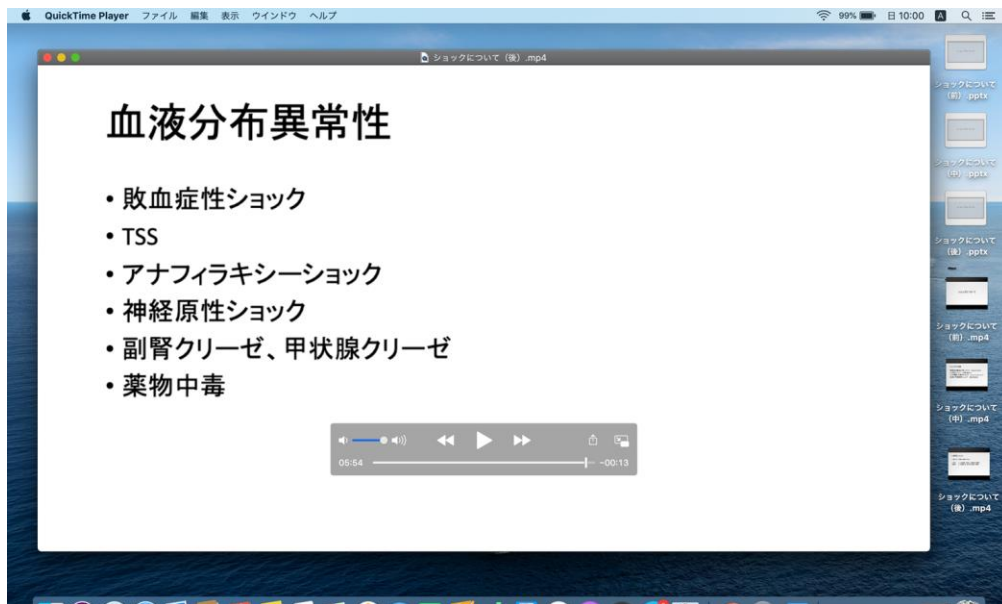 QuickTime Player ファイル 編集 表示 ウインドウ ヘルプ 99% 日 10:00 A
ショックについて（後）.mp4
血液分布異常性
• 敗血症性ショック
• TSS
• アナフィラキシーショック
• 神経原性ショック
• 副腎クリーゼ、甲状腺クリーゼ
• 薬物中毒
05:54 -00:13
ショックについて
（前）.pptx
ショックについて
（中）.pptx
ショックについて
（後）.pptx
ショックについて
（前）.mp4
ショックについて
（中）.mp4
ショックについて
（後）.mp4